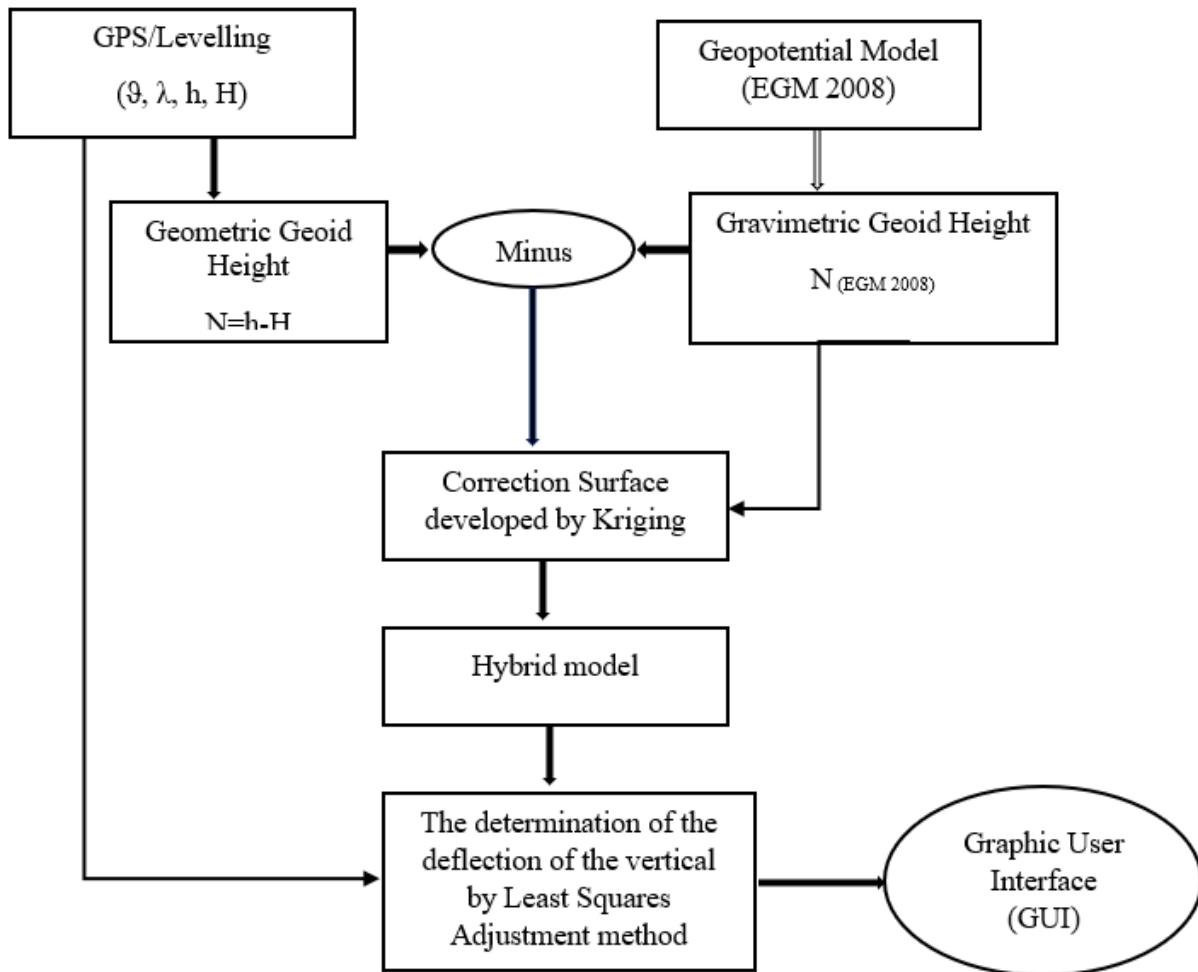 GPS/Levelling
(ϑ, λ, h, H)
Geopotential Model
(EGM 2008)
Geometric Geoid
Height
N=h-H
Minus
Gravimetric Geoid Height
N (EGM 2008)
Correction Surface
developed by Kriging
Hybrid model
The determination of the
deflection of the vertical
by Least Squares
Adjustment method
Graphic User
Interface
(GUI)